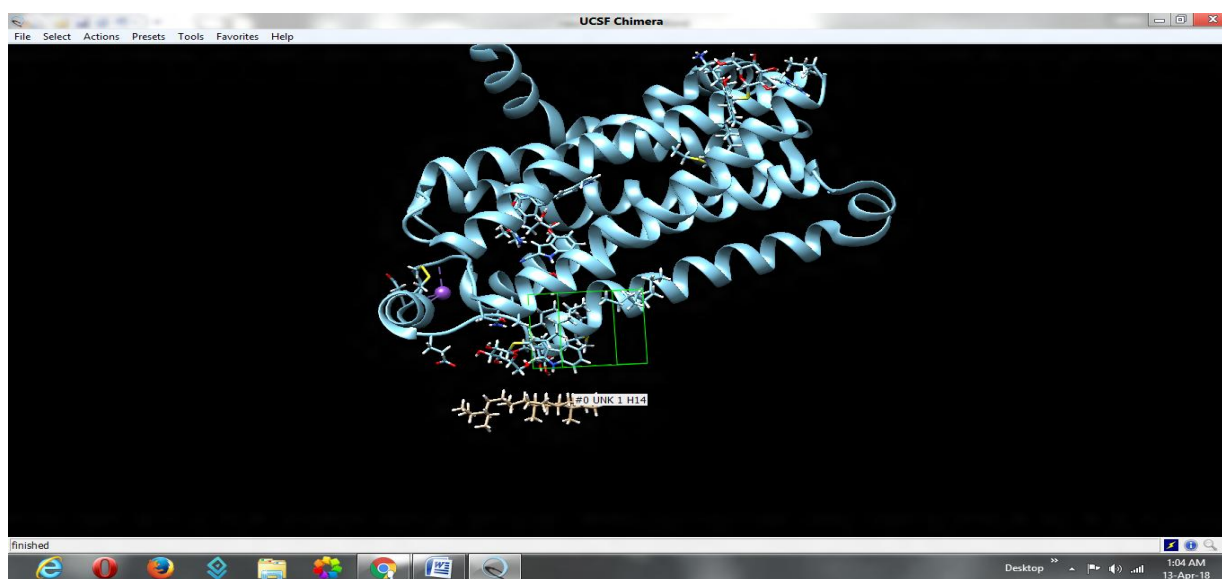 UCSF Chimera
File Select Actions Presets Tools Favorites Help
#0 UNK 1 H14
finished
Desktop
1:04 AM
13-Apr-18